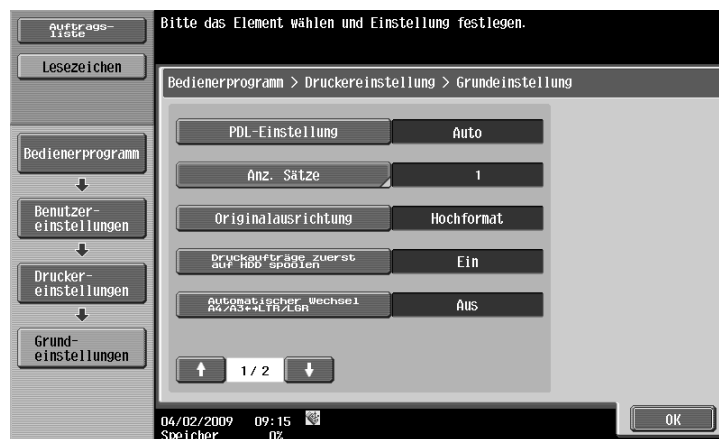 Auftrags-
liste
Lesezeichen
Bedienerprogramm
Benutzer-
einstellungen
Drucker-
einstellungen
Grund-
einstellungen
Bitte das Element wählen und Einstellung festlegen.
Bedienerprogramm > Druckereinstellung > Grundeinstellung
PDL-Einstellung Auto
Anz. Sätze 1
Originalausrichtung Hochformat
Druckaufträge zuerst
auf HDD spoolen Ein
Automatischer Wechsel
A4/A3↔LTR/LGR Aus
1/ 2
04/02/2009 09:15
Speicher 0%
OK